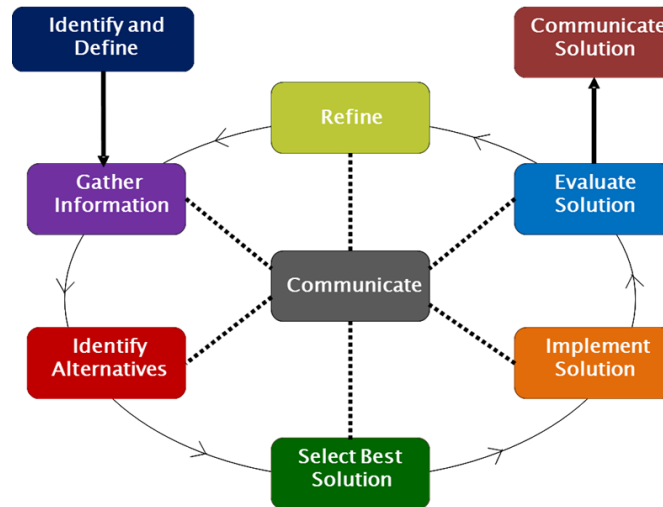 Identify and
Define
Communicate
Solution
Refine
Gather
Information
Evaluate
Solution
Communicate
Identify
Alternatives
Implement
Solution
Select Best
Solution